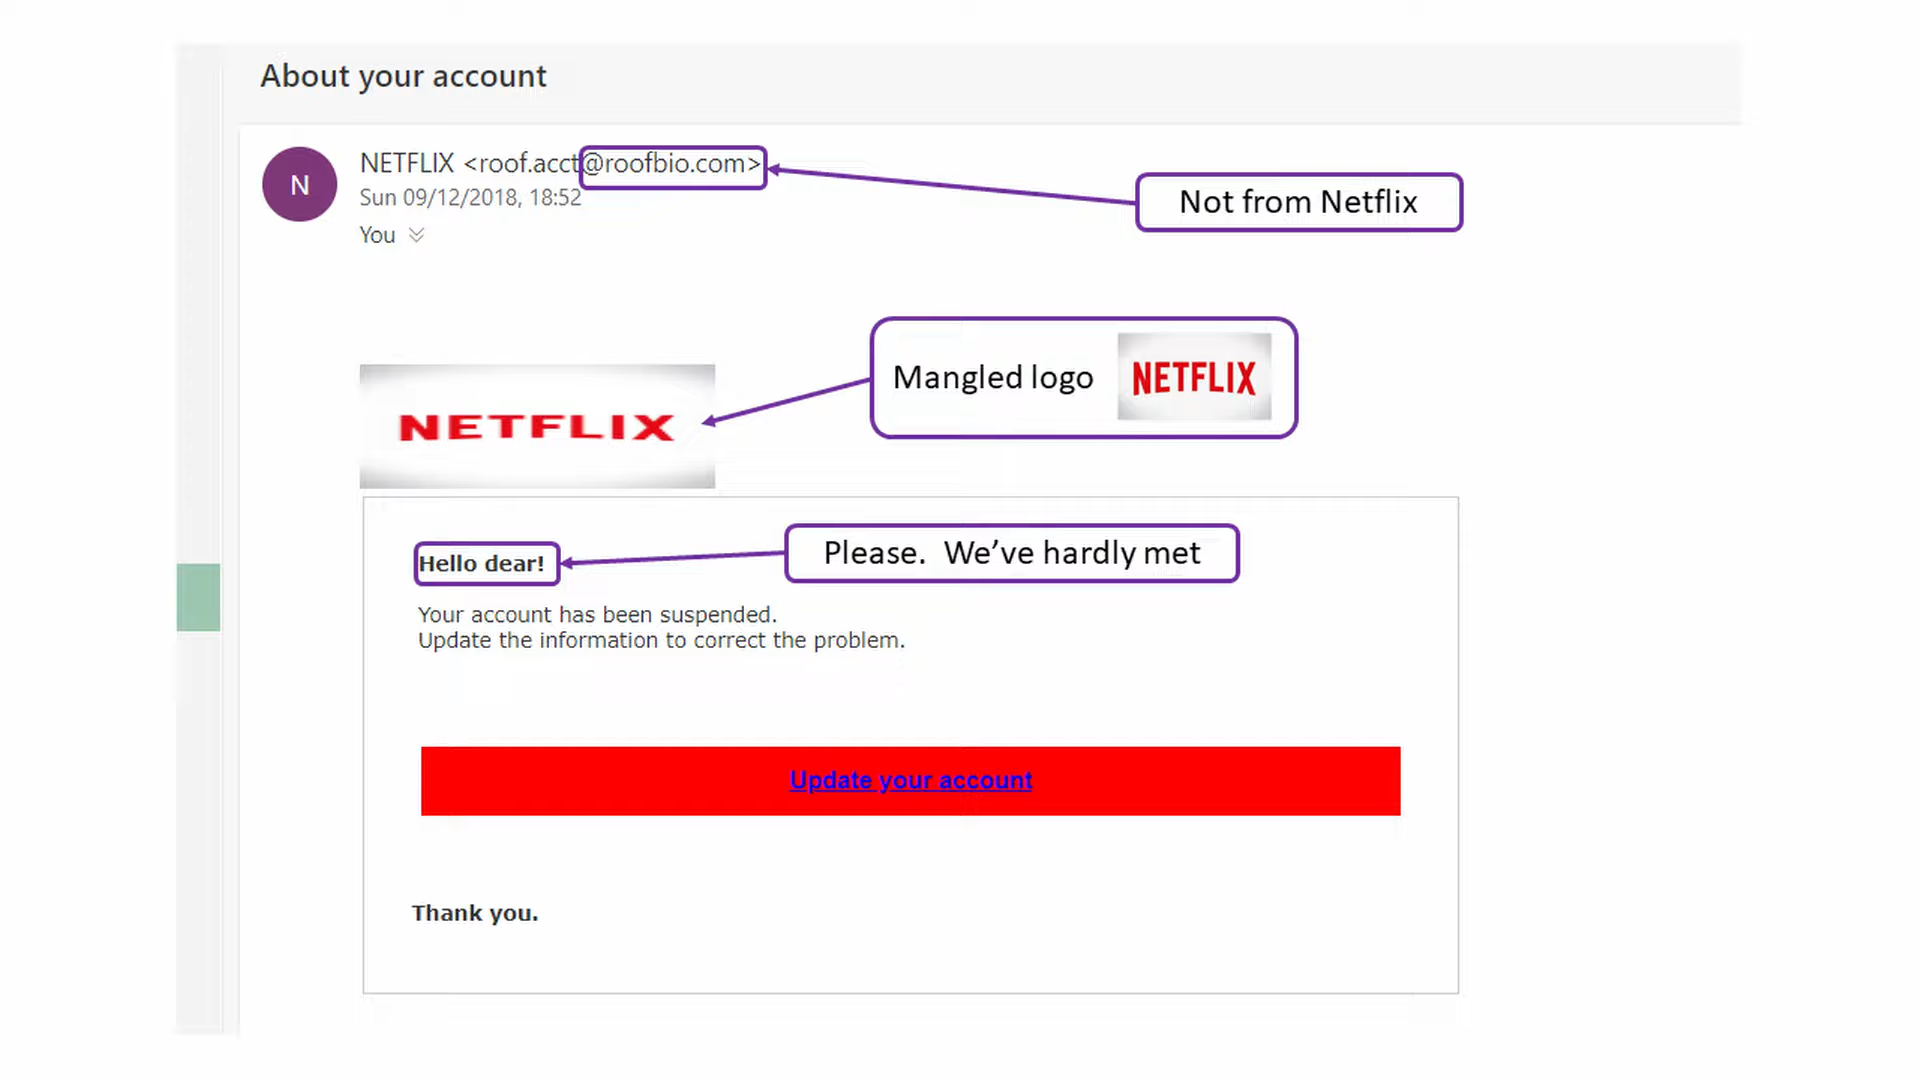 About your account
N
NETFLIX <roof.acct@roofbio.com>
Not from Netflix
Sun 09/12/2018, 18:52
You
Mangled logo
NETFLIX
NETFLIX
Hello dear!
Please. We’ve hardly met
Your account has been suspended.
Update the information to correct the problem.
Update your account
Thank you.